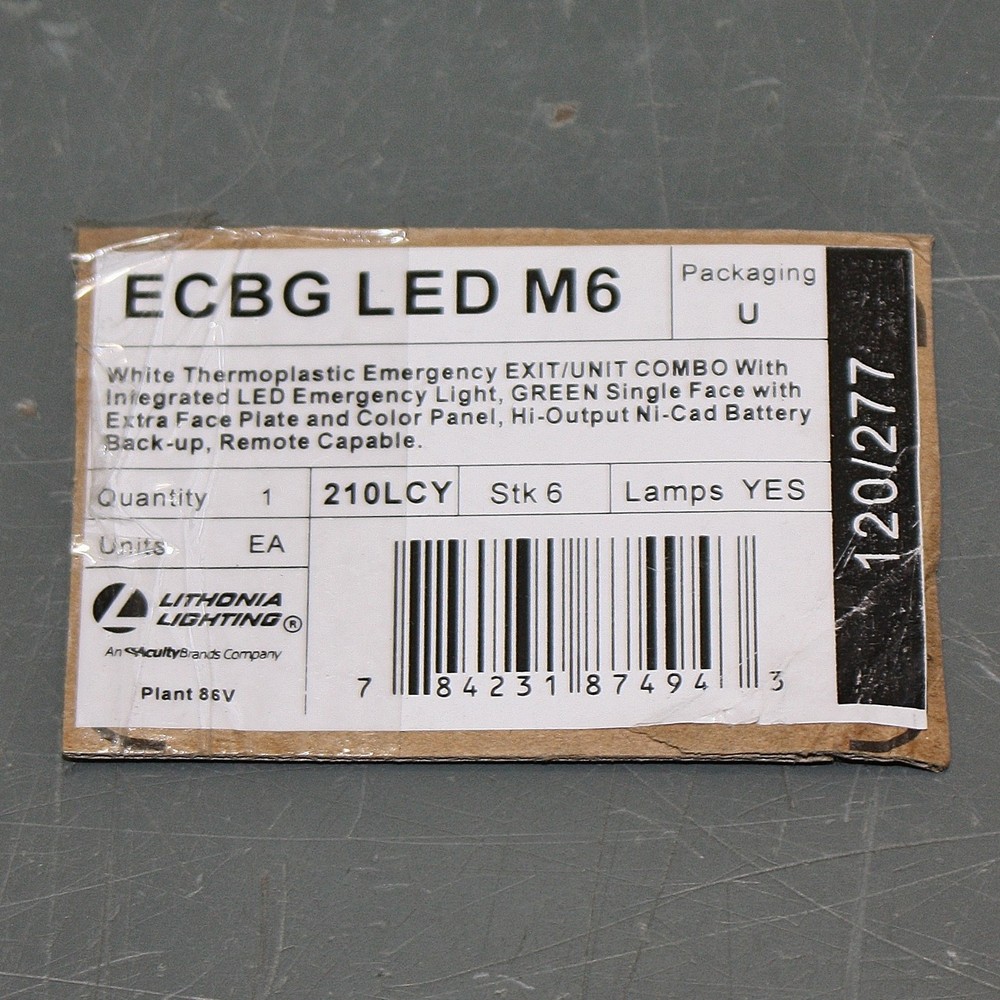 ECBG LED M6
Packaging
U
White Thermoplastic Emergency EXIT/UNIT COMBO With
Integrated LED Emergency Light, GREEN Single Face with
Extra Face Plate and Color Panel, Hi-Output Ni-Cad Battery
Back-up, Remote Capable.
120/277
Quantity 1
210LCY
Stk 6
Lamps YES
Units EA
LITHONIA
LIGHTING®
An AcuityBrands Company
Plant 86V
7 84231 87494 3